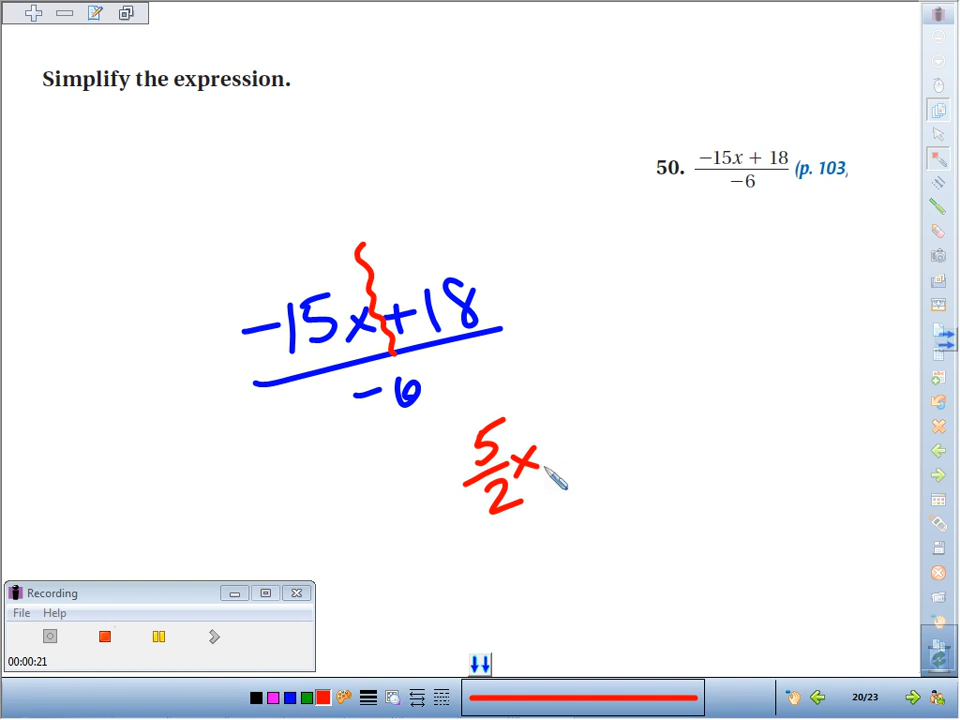 Simplify the expression.
50. −15x + 18 (p. 103,
−6
−15x+18
−6
5
2 x
Recording
File Help
00:00:21
20/23